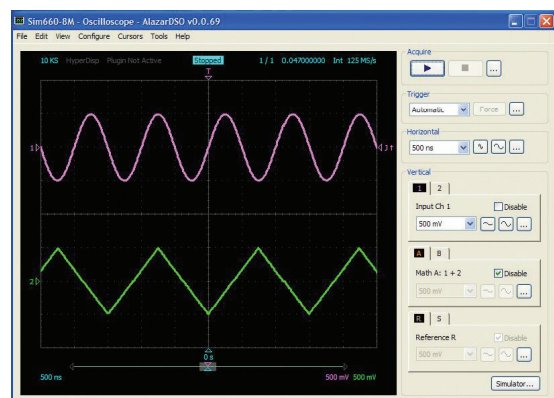 Sim660-8M - Oscilloscope - AlazarDSO v0.0.69
File Edit View Configure Cursors Tools Help
10 KS HyperDisp Plugin Not Active Stopped 1 / 1 0.047000000 Int 125 MS/s
T
1
2
0 s
500 ns 500 mV 500 mV
Acquire
...
Trigger
Automatic Force ...
Horizontal
500 ns ...
Vertical
1 2
Input Ch 1 Disable
500 mV ...
A B
Math A: 1 + 2 Disable
500 mV ...
R S
Reference R Disable
500 mV ...
Simulator...